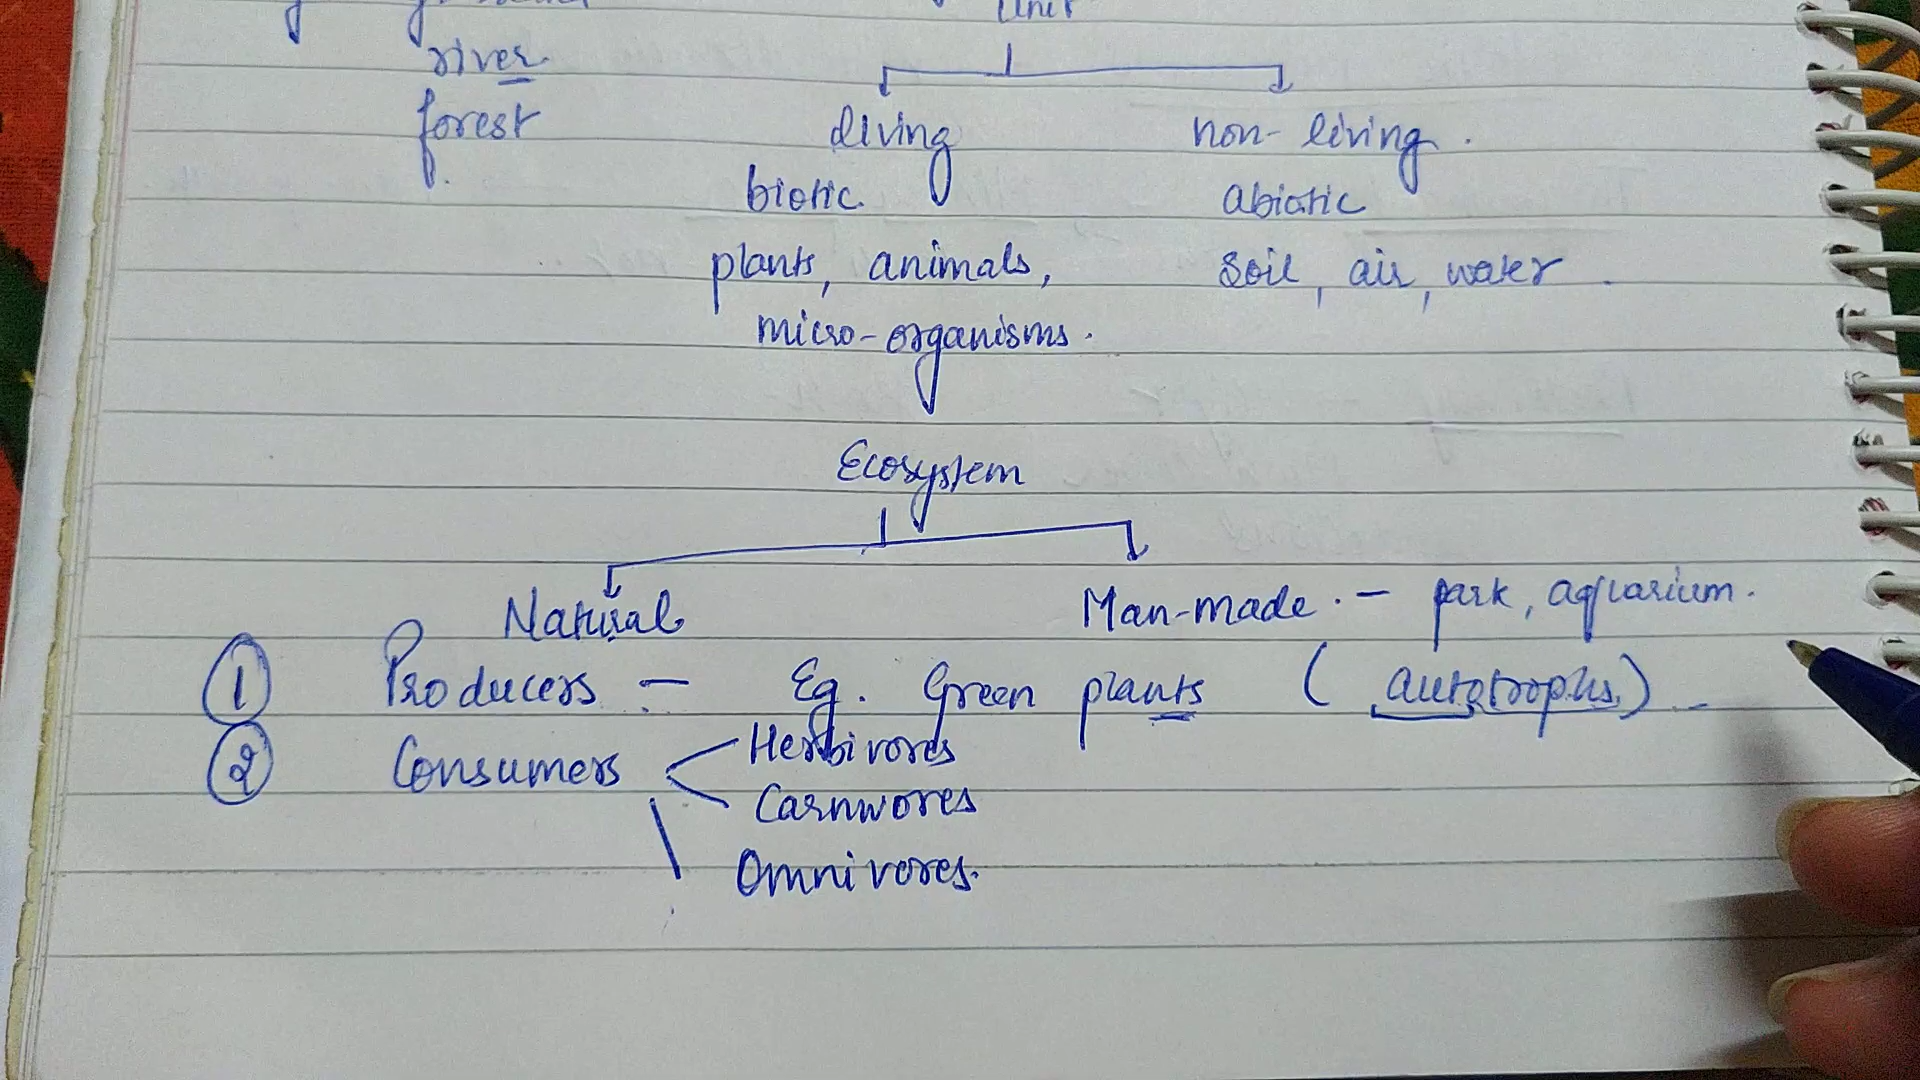 Unit
river.
forest
living non-living.
biotic. abiotic
plants, animals, soil, air, water.
micro-organisms.
Ecosystem
Natural Man-made. - park, aquarium.
① Producers - Eg. Green plants (autotrophs)
② Consumers Herbivores
Carnivores
Omnivores.